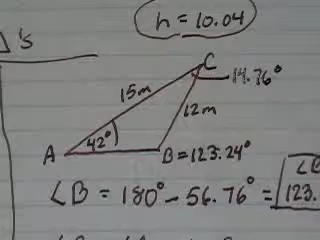 h = 10.04
△'s
C
14.76°
15m
12m
42°
A
B = 123.24°
∠B = 180° - 56.76° =
∠B
123.